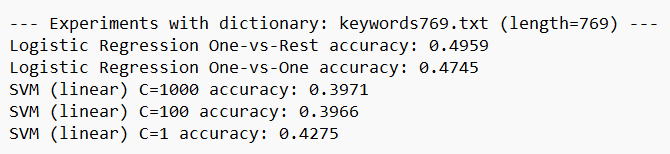 --- Experiments with dictionary: keywords769.txt (length=769) ---
Logistic Regression One-vs-Rest accuracy: 0.4959
Logistic Regression One-vs-One accuracy: 0.4745
SVM (linear) C=1000 accuracy: 0.3971
SVM (linear) C=100 accuracy: 0.3966
SVM (linear) C=1 accuracy: 0.4275